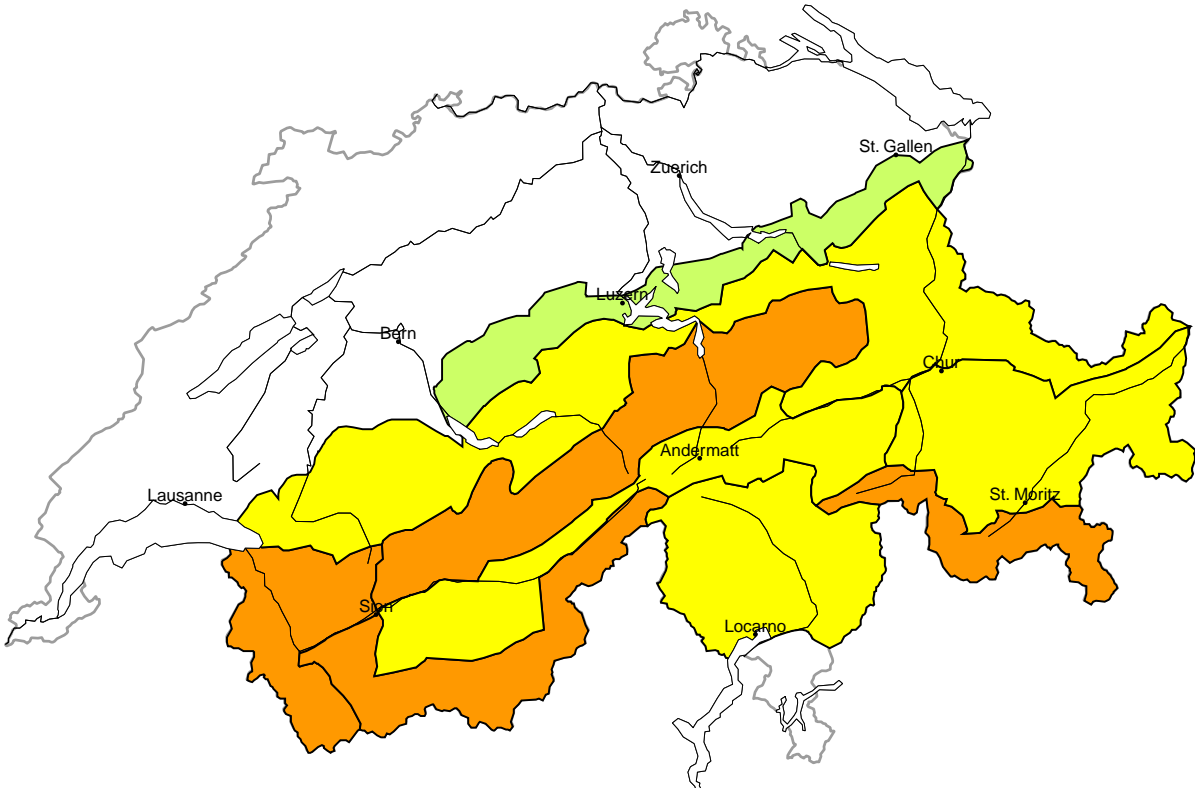 St. Gallen
Zuerich
Luzern
Bern
Chur
Andermatt
Lausanne
St. Moritz
Sion
Locarno